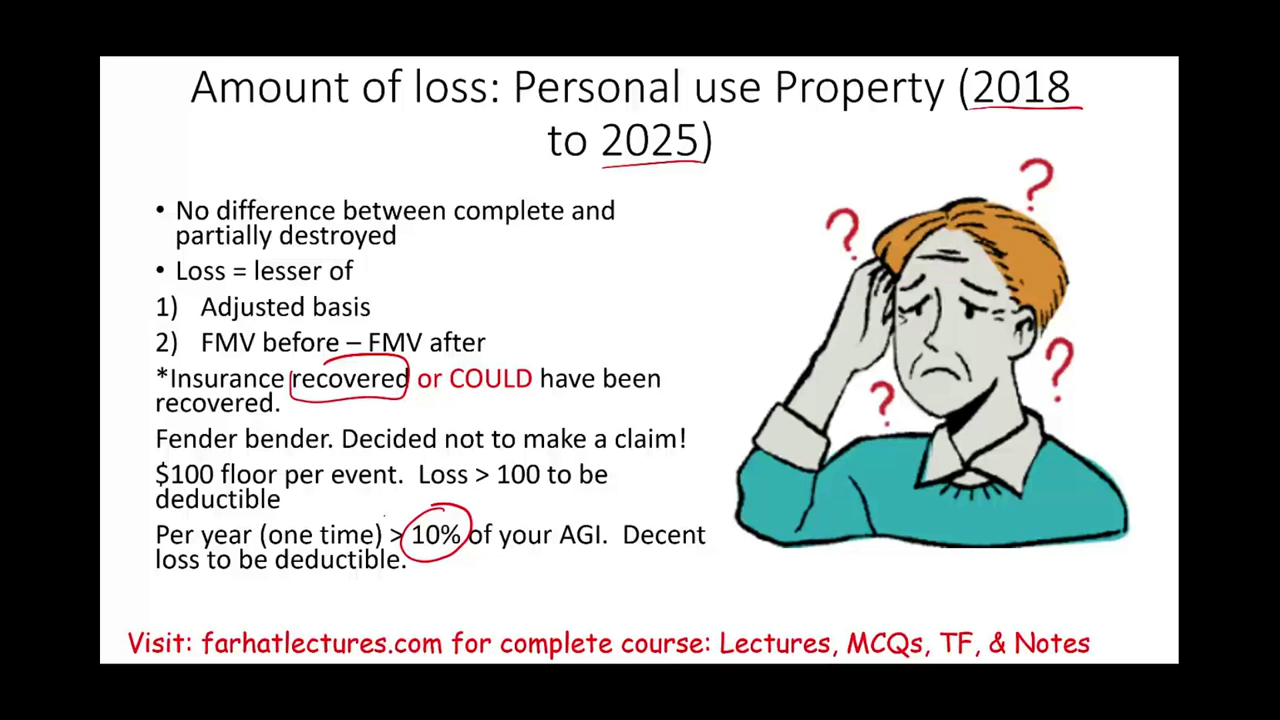 Amount of loss: Personal use Property (2018
to 2025)
• No difference between complete and
partially destroyed
• Loss = lesser of
1) Adjusted basis
2) FMV before – FMV after
*Insurance recovered or COULD have been
recovered.
Fender bender. Decided not to make a claim!
$100 floor per event. Loss > 100 to be
deductible
Per year (one time) > 10% of your AGI. Decent
loss to be deductible.
? ? ? ?
Visit: farhatlectures.com for complete course: Lectures, MCQs, TF, & Notes